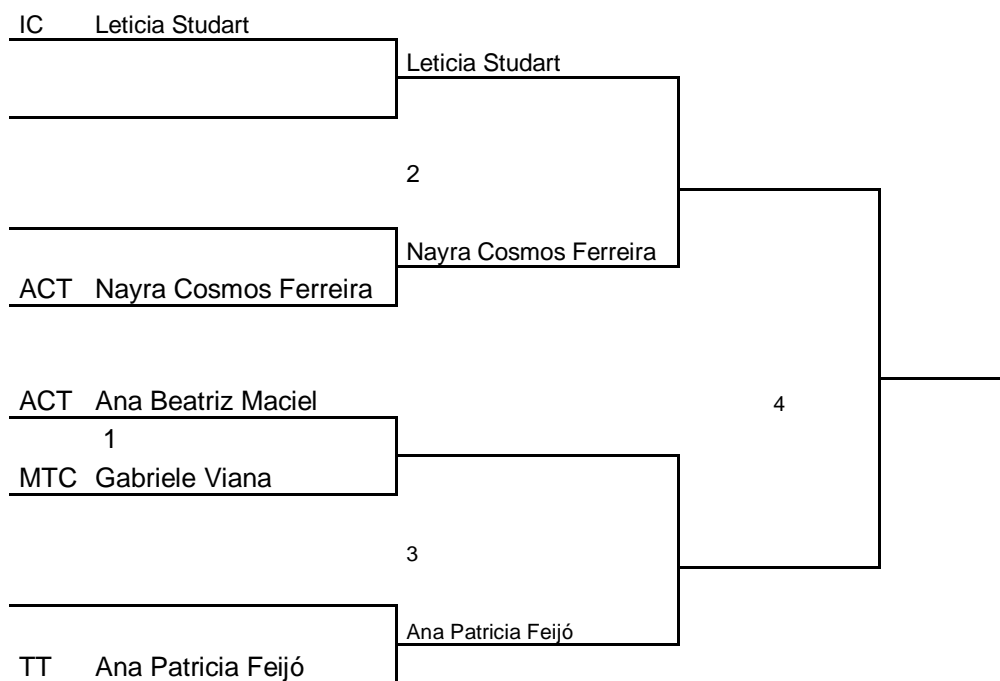 IC Leticia Studart
Leticia Studart
2
Nayra Cosmos Ferreira
ACT Nayra Cosmos Ferreira
ACT Ana Beatriz Maciel
4
1
MTC Gabriele Viana
3
Ana Patricia Feijó
TT Ana Patricia Feijó